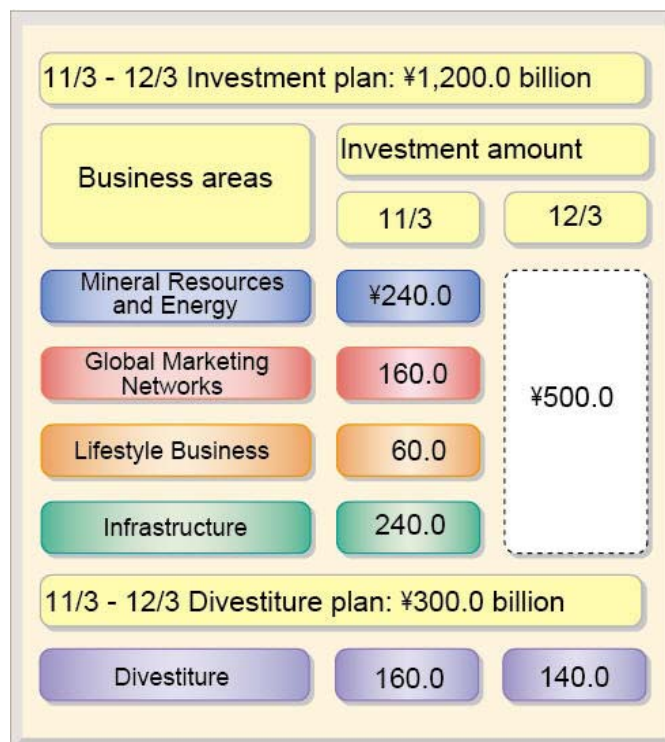 11/3 - 12/3 Investment plan: ¥1,200.0 billion
Business areas
Investment amount
11/3
12/3
Mineral Resources
and Energy
¥240.0
Global Marketing
Networks
160.0
¥500.0
Lifestyle Business
60.0
Infrastructure
240.0
11/3 - 12/3 Divestiture plan: ¥300.0 billion
Divestiture
160.0
140.0